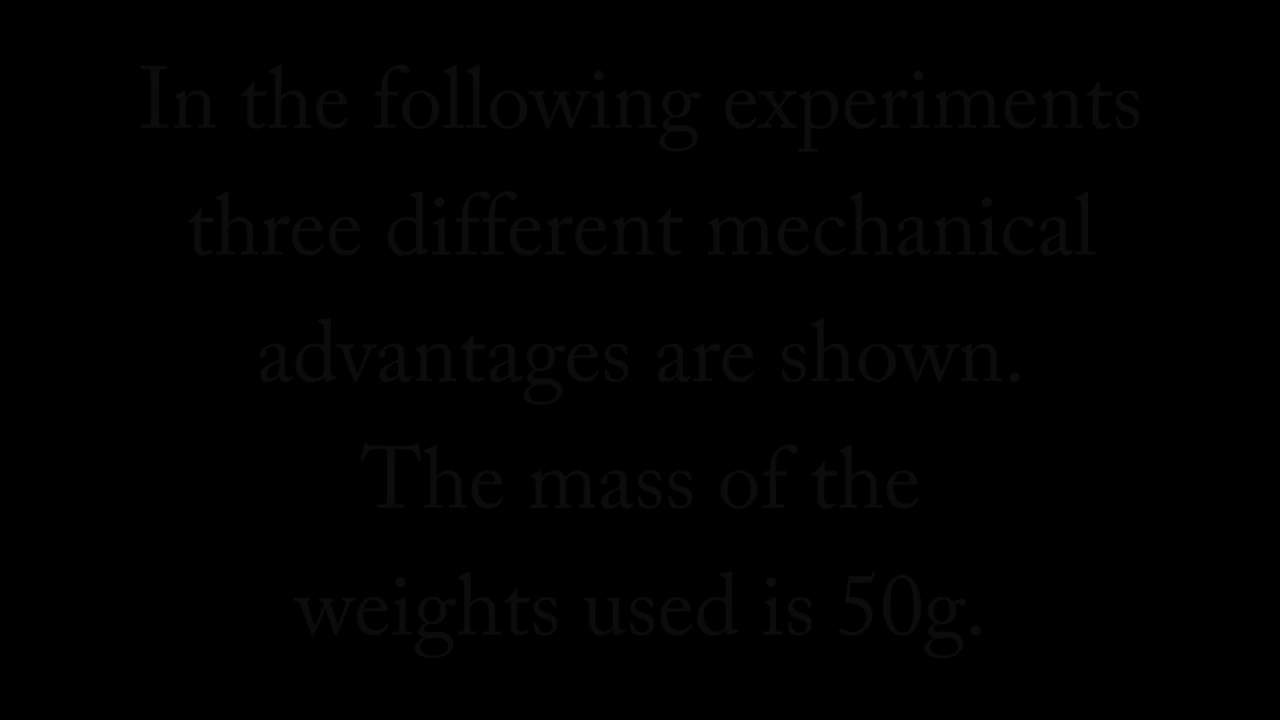 In the following experiments
three different mechanical
advantages are shown.
The mass of the
weights used is 50g.